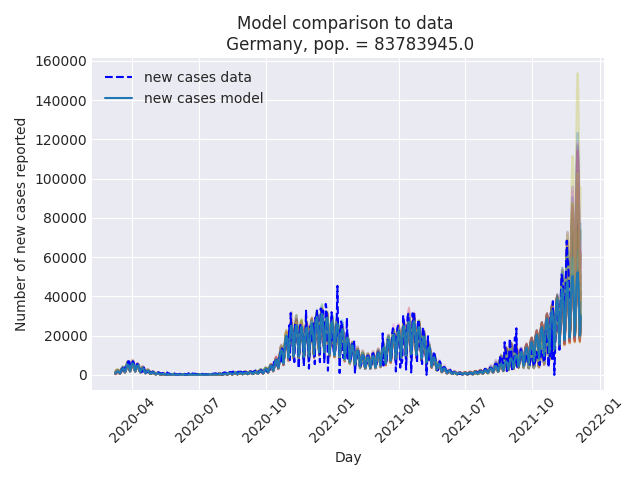 Model comparison to data
Germany, pop. = 83783945.0
new cases data
new cases model
Number of new cases reported
160000
140000
120000
100000
80000
60000
40000
20000
0
2020-04
2020-07
2020-10
2021-01
2021-04
2021-07
2021-10
2022-01
Day